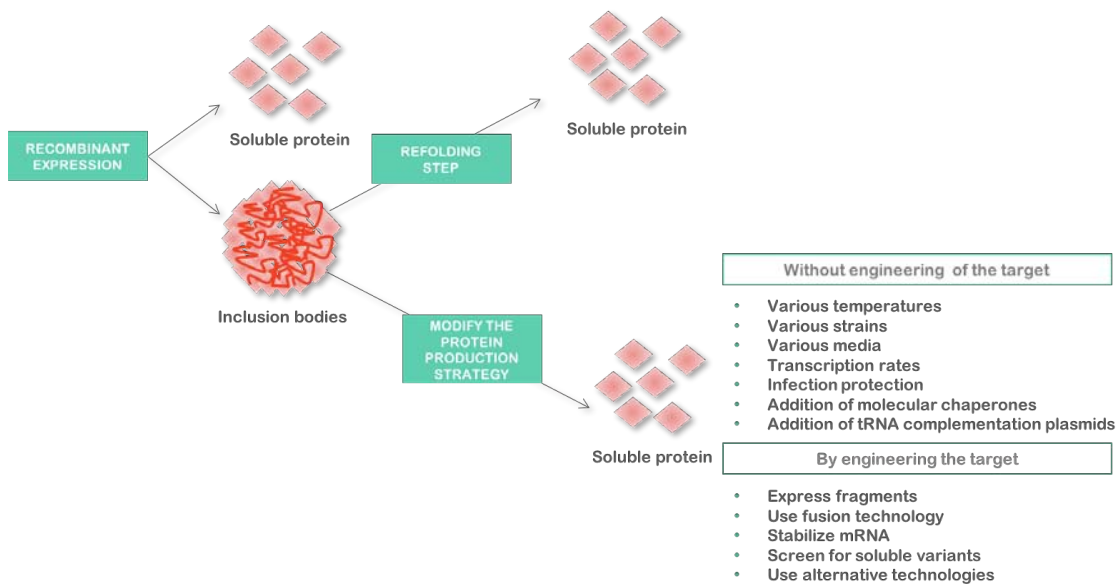 Soluble protein
Soluble protein
RECOMBINANT
EXPRESSION
REFOLDING
STEP
Inclusion bodies
MODIFY THE
PROTEIN
PRODUCTION
STRATEGY
Soluble protein
Without engineering of the target
• Various temperatures
• Various strains
• Various media
• Transcription rates
• Infection protection
• Addition of molecular chaperones
• Addition of tRNA complementation plasmids
By engineering the target
• Express fragments
• Use fusion technology
• Stabilize mRNA
• Screen for soluble variants
• Use alternative technologies